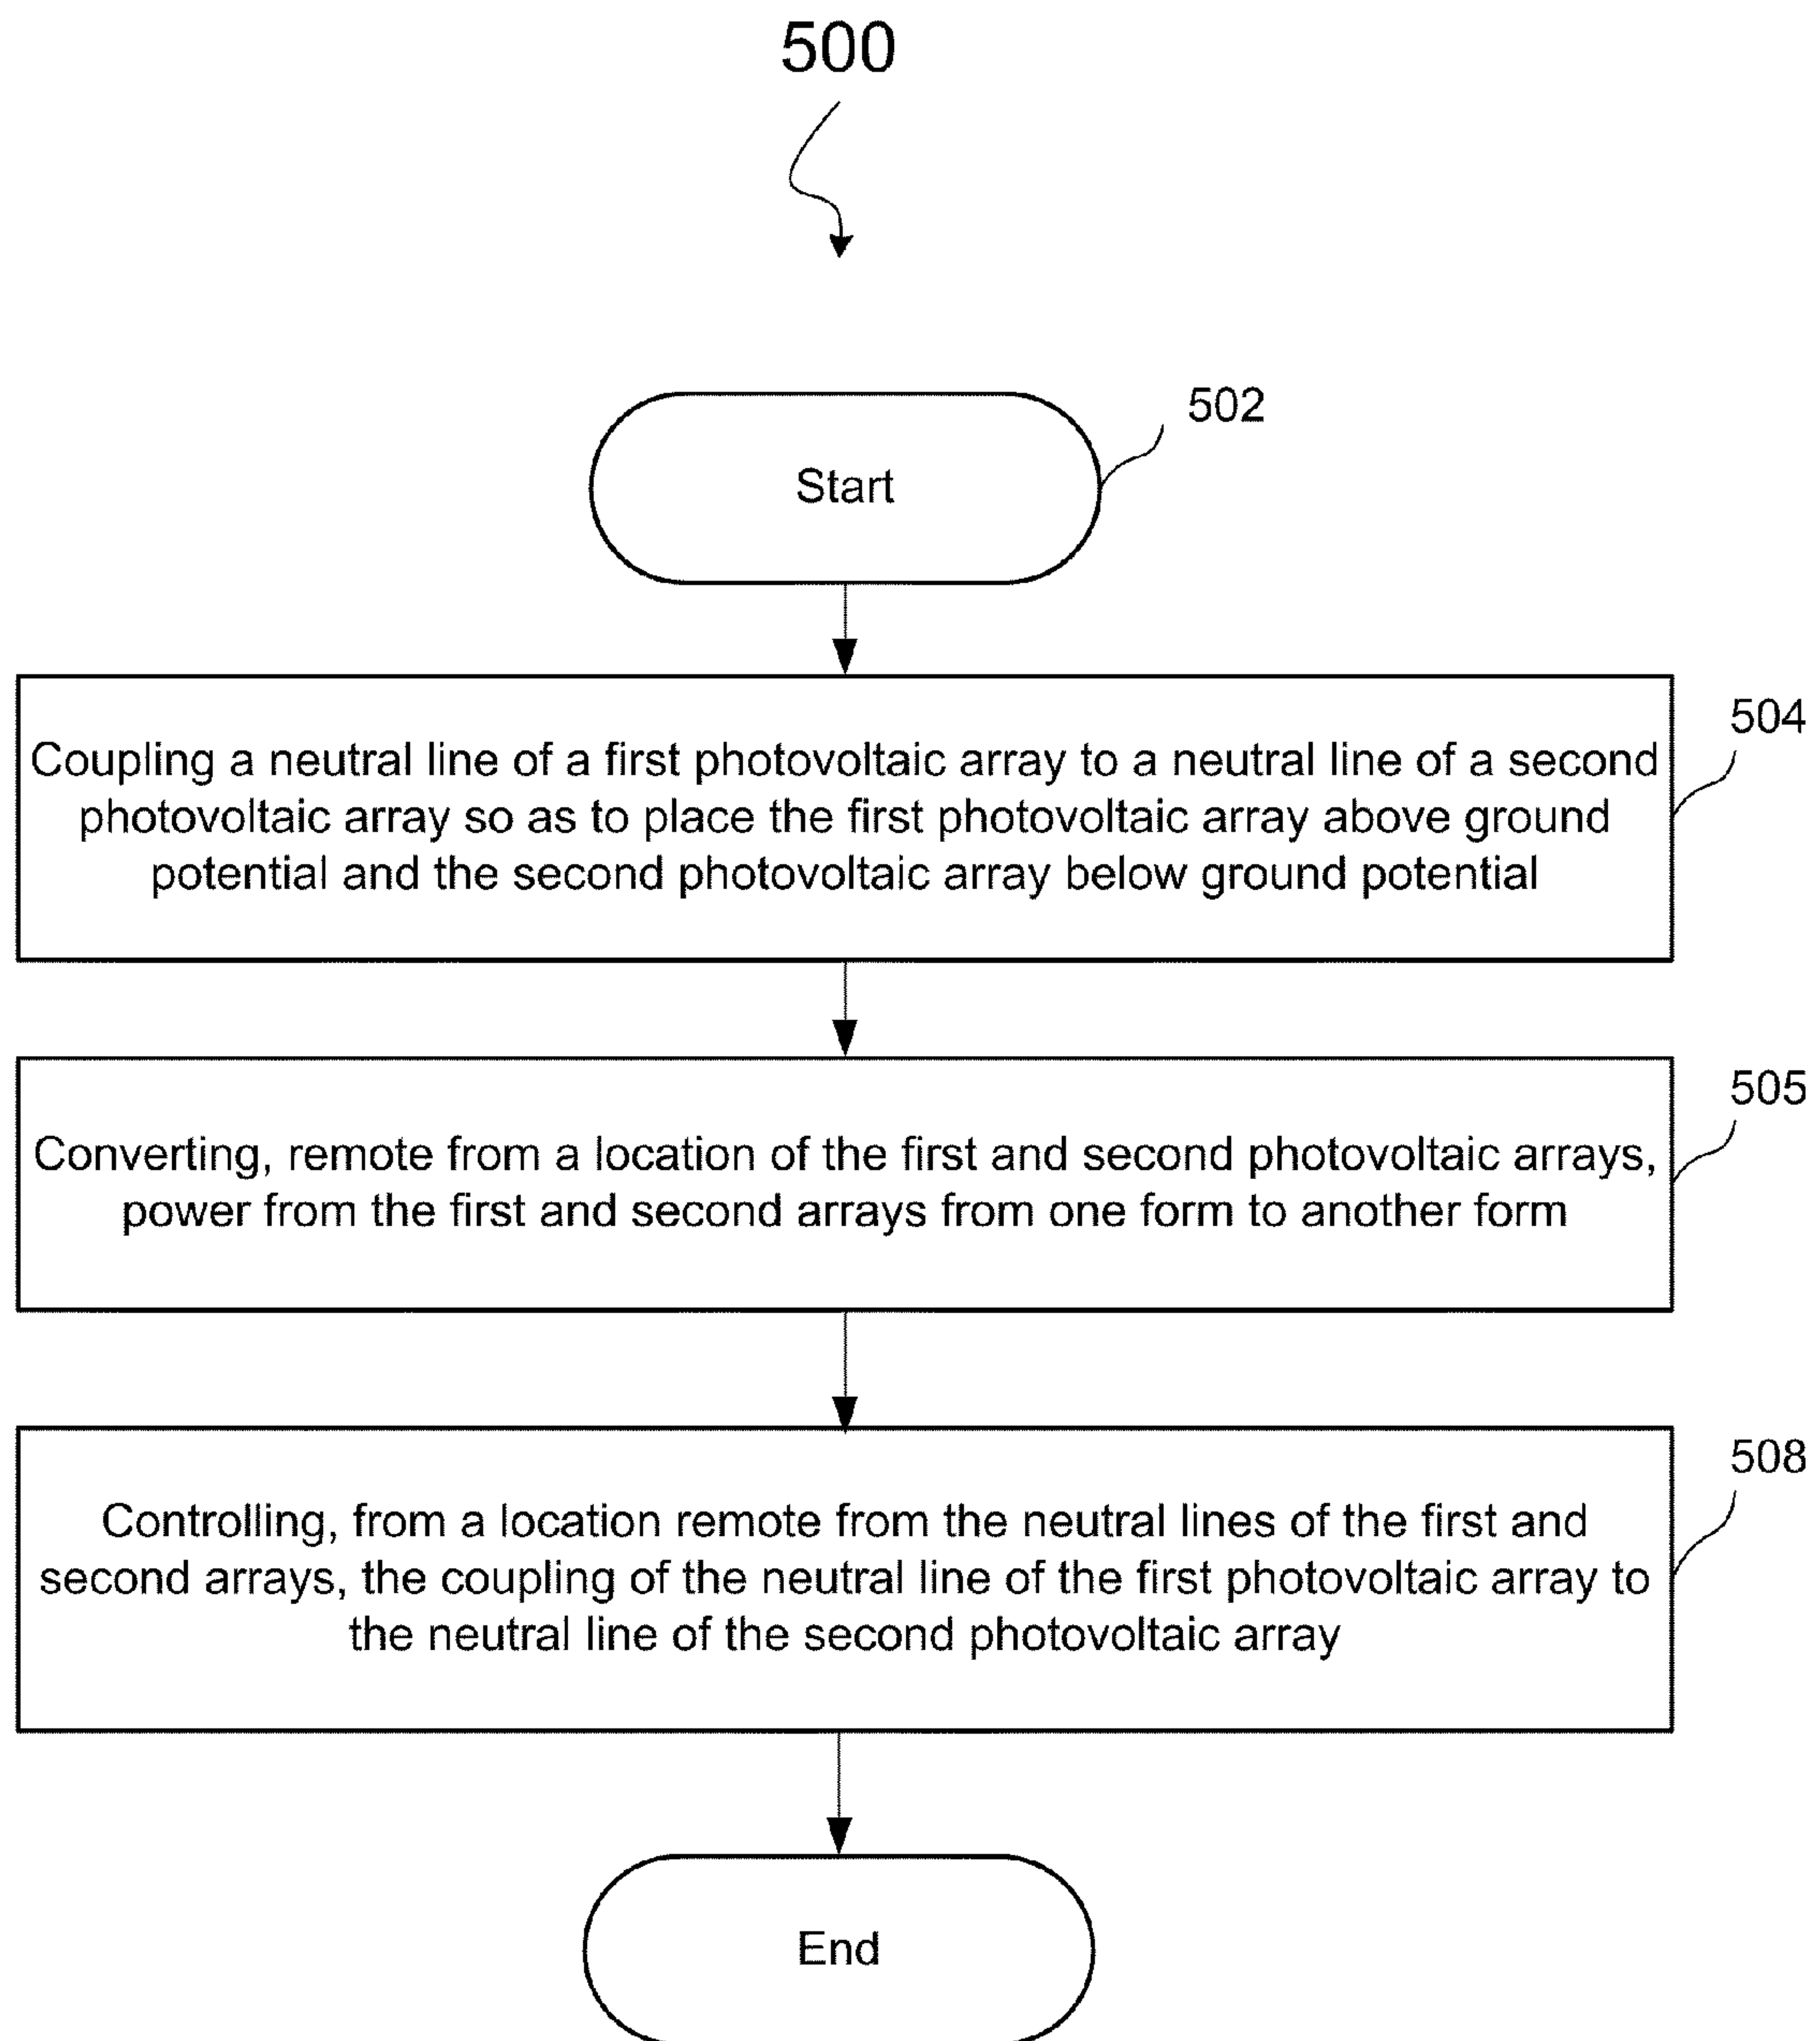 500
502
Start
504
Coupling a neutral line of a first photovoltaic array to a neutral line of a second
photovoltaic array so as to place the first photovoltaic array above ground
potential and the second photovoltaic array below ground potential
505
Converting, remote from a location of the first and second photovoltaic arrays,
power from the first and second arrays from one form to another form
508
Controlling, from a location remote from the neutral lines of the first and
second arrays, the coupling of the neutral line of the first photovoltaic array to
the neutral line of the second photovoltaic array
End